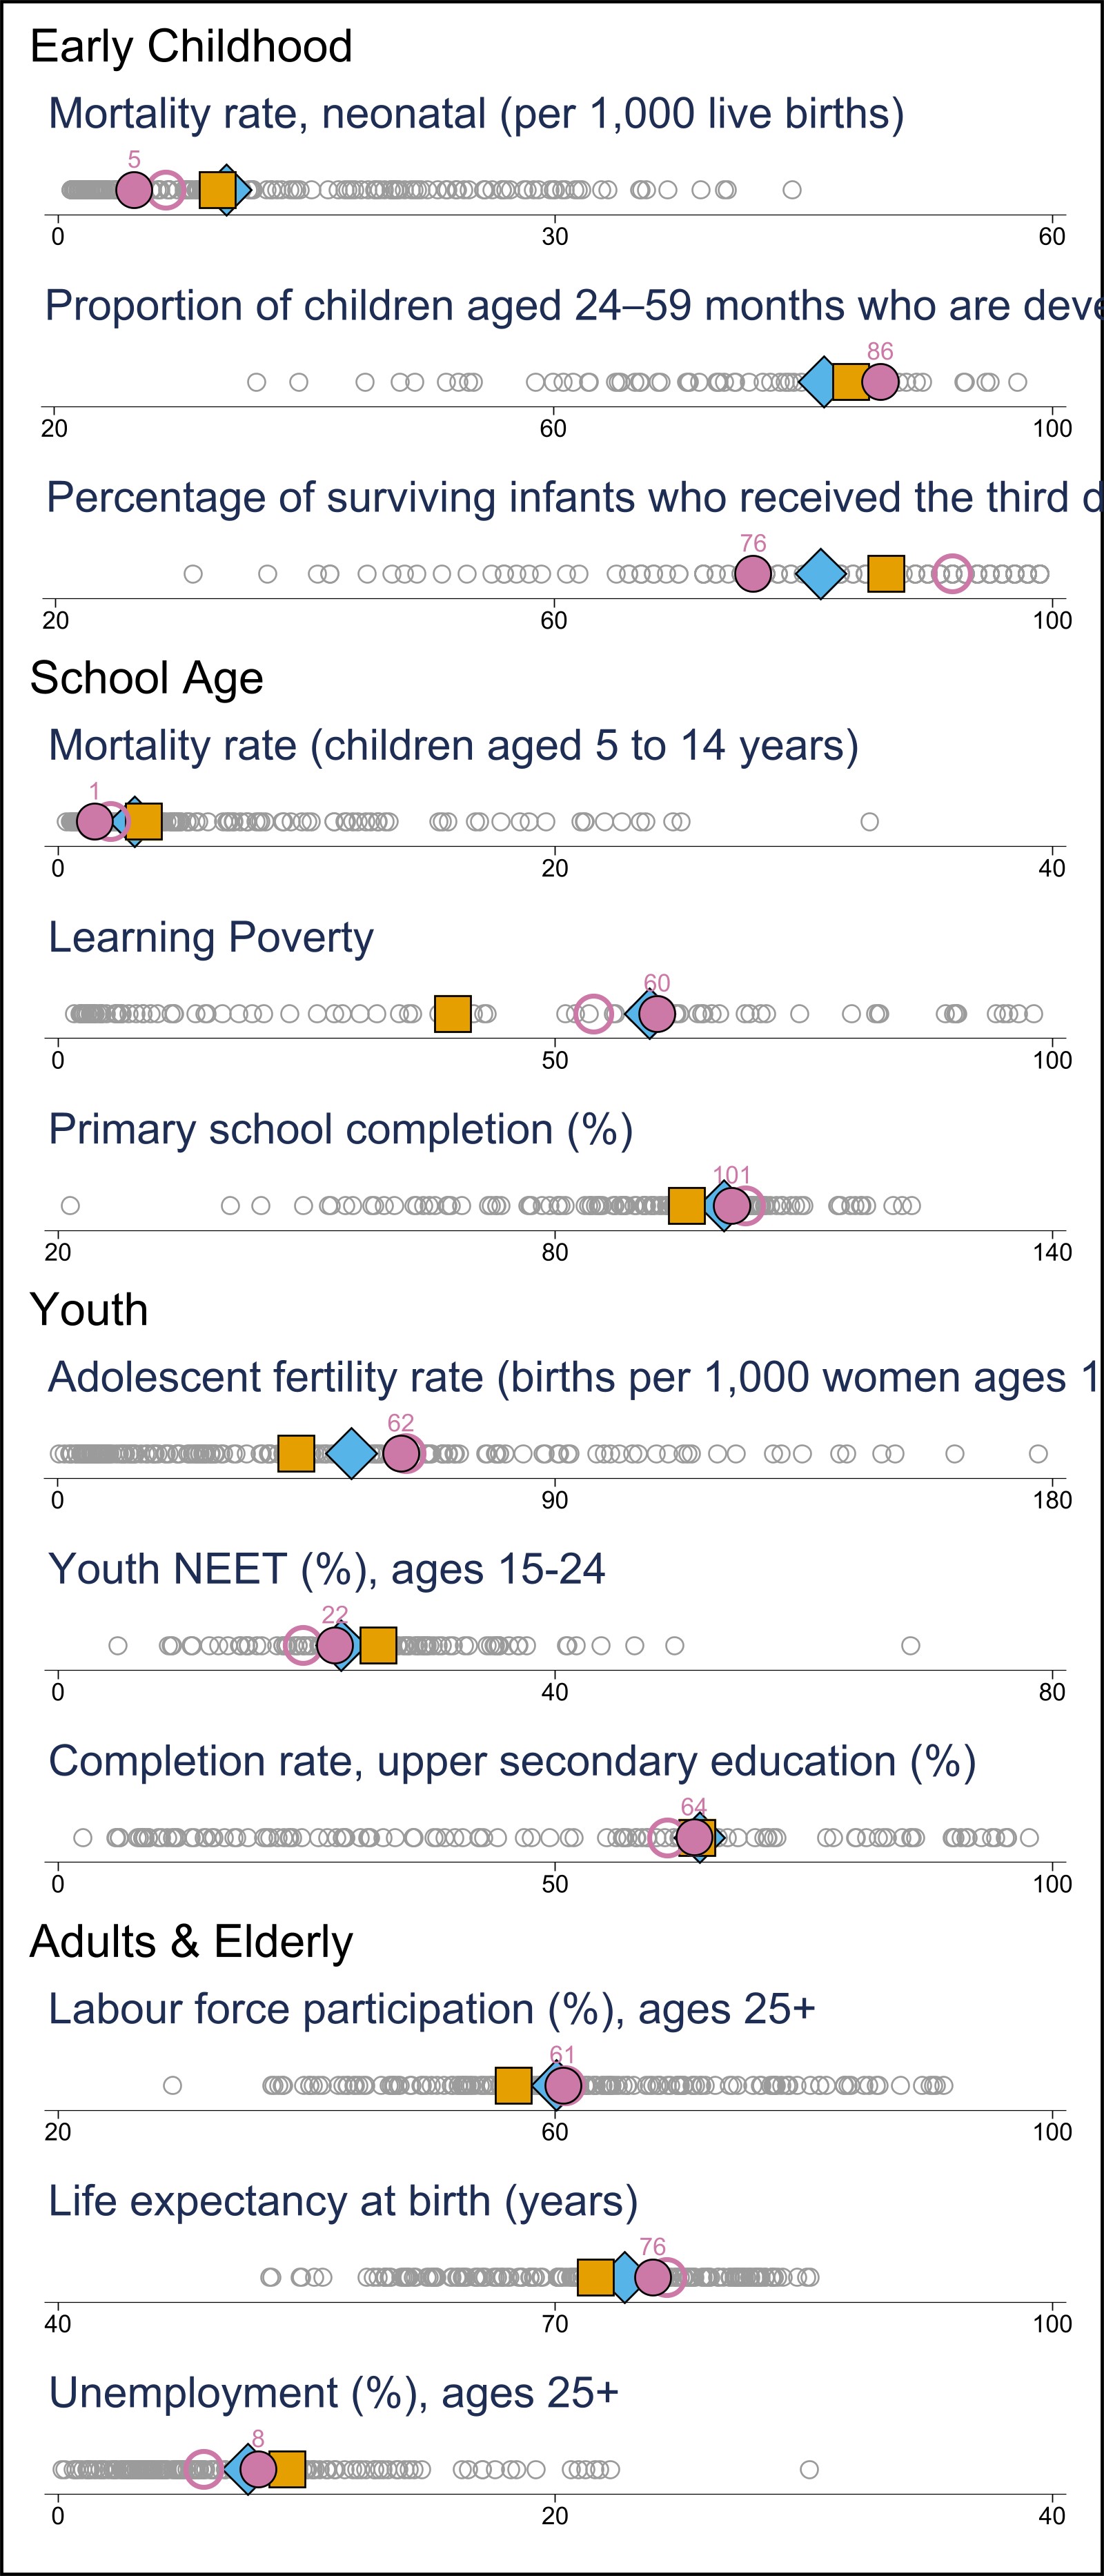 Early Childhood
Mortality rate, neonatal (per 1,000 live births)
5
0 30 60
Proportion of children aged 24–59 months who are deve
86
20 60 100
Percentage of surviving infants who received the third d
76
20 60 100
School Age
Mortality rate (children aged 5 to 14 years)
1
0 20 40
Learning Poverty
60
0 50 100
Primary school completion (%)
101
20 80 140
Youth
Adolescent fertility rate (births per 1,000 women ages 1
62
0 90 180
Youth NEET (%), ages 15-24
22
0 40 80
Completion rate, upper secondary education (%)
64
0 50 100
Adults & Elderly
Labour force participation (%), ages 25+
61
20 60 100
Life expectancy at birth (years)
76
40 70 100
Unemployment (%), ages 25+
8
0 20 40